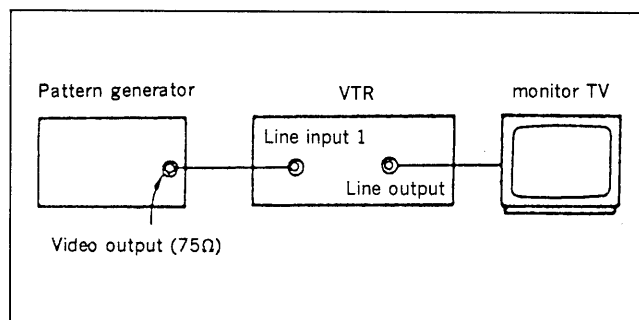 Pattern generator
VTR
monitor TV
Line input 1
Line output
Video output (75Ω)